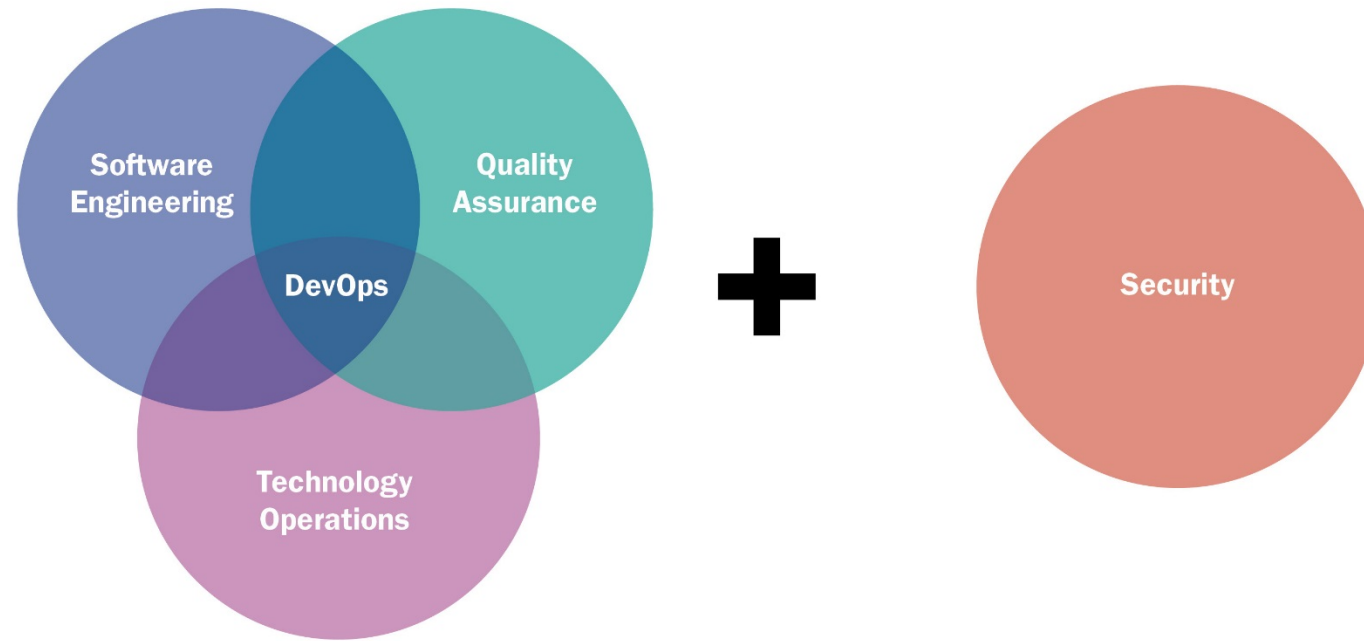 Software
Engineering
Quality
Assurance
DevOps
Technology
Operations
Security